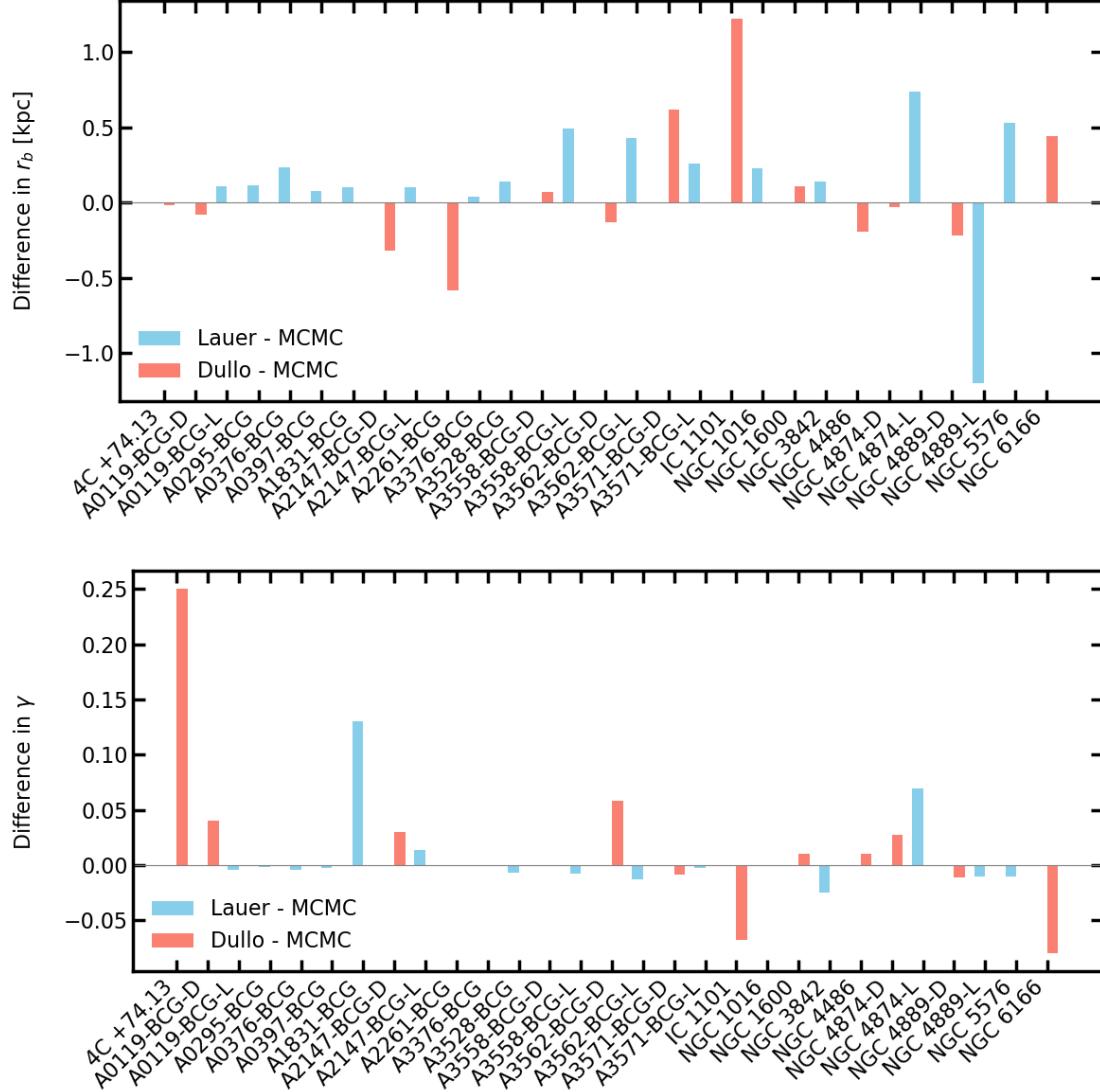 1.0
0.5
0.0
−0.5
−1.0
Difference in r_b [kpc]
Lauer - MCMC
Dullo - MCMC
4C +74.13
A0119-BCG-D
A0119-BCG-L
A0295-BCG
A0376-BCG
A0397-BCG
A1831-BCG
A2147-BCG-D
A2147-BCG-L
A2261-BCG
A3376-BCG
A3528-BCG
A3558-BCG-D
A3558-BCG-L
A3562-BCG-D
A3562-BCG-L
A3571-BCG-D
A3571-BCG-L
IC 1101
NGC 1016
NGC 1600
NGC 3842
NGC 4486
NGC 4874-D
NGC 4874-L
NGC 4889-D
NGC 4889-L
NGC 5576
NGC 6166
0.25
0.20
0.15
0.10
0.05
0.00
−0.05
Difference in γ
Lauer - MCMC
Dullo - MCMC
4C +74.13
A0119-BCG-D
A0119-BCG-L
A0295-BCG
A0376-BCG
A0397-BCG
A1831-BCG
A2147-BCG-D
A2147-BCG-L
A2261-BCG
A3376-BCG
A3528-BCG
A3558-BCG-D
A3558-BCG-L
A3562-BCG-D
A3562-BCG-L
A3571-BCG-D
A3571-BCG-L
IC 1101
NGC 1016
NGC 1600
NGC 3842
NGC 4486
NGC 4874-D
NGC 4874-L
NGC 4889-D
NGC 4889-L
NGC 5576
NGC 6166